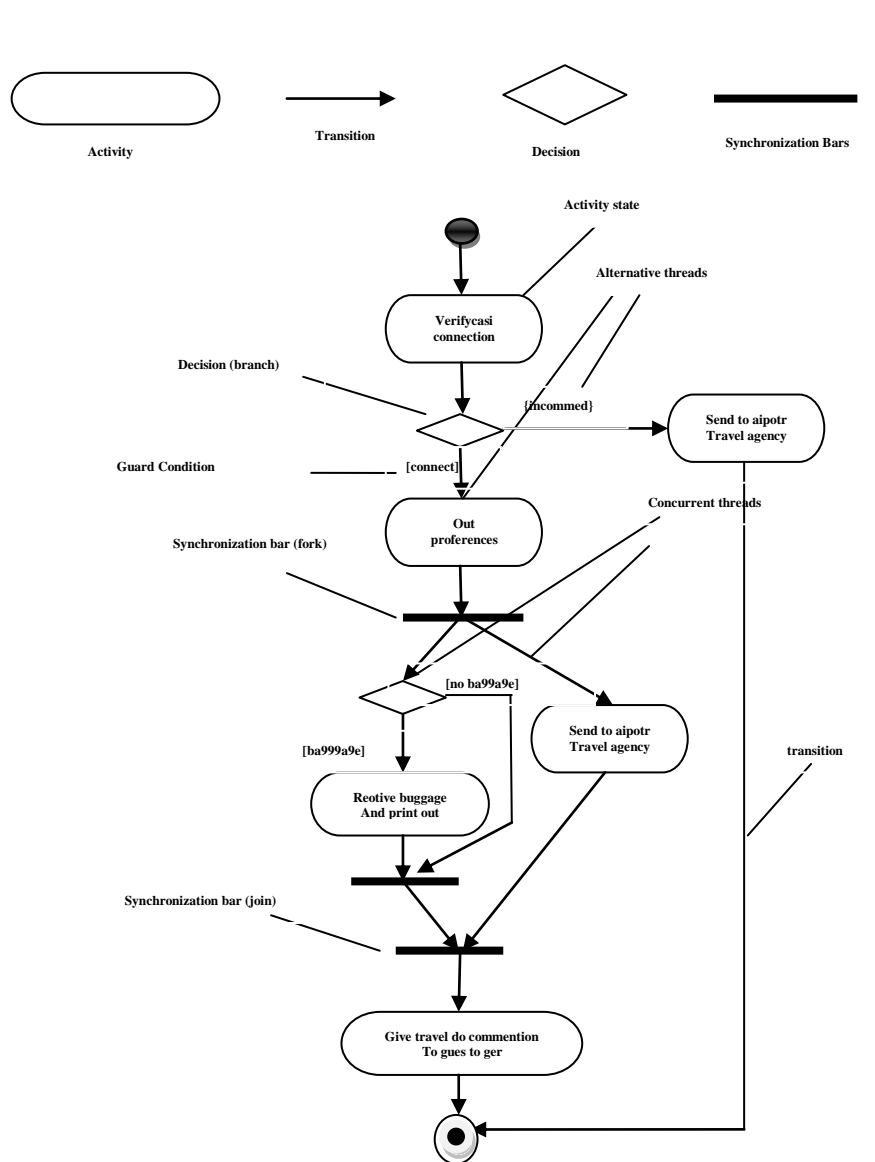 Activity
Transition
Decision
Synchronization Bars
Activity state
Alternative threads
Verifycasi
connection
Decision (branch)
{incommed}
Send to aipotr
Travel agency
Guard Condition
[connect]
Concurrent threads
Out
proferences
Synchronization bar (fork)
[no ba99a9e]
Send to aipotr
Travel agency
[ba999a9e]
transition
Reotive buggage
And print out
Synchronization bar (join)
Give travel do commention
To gues to ger